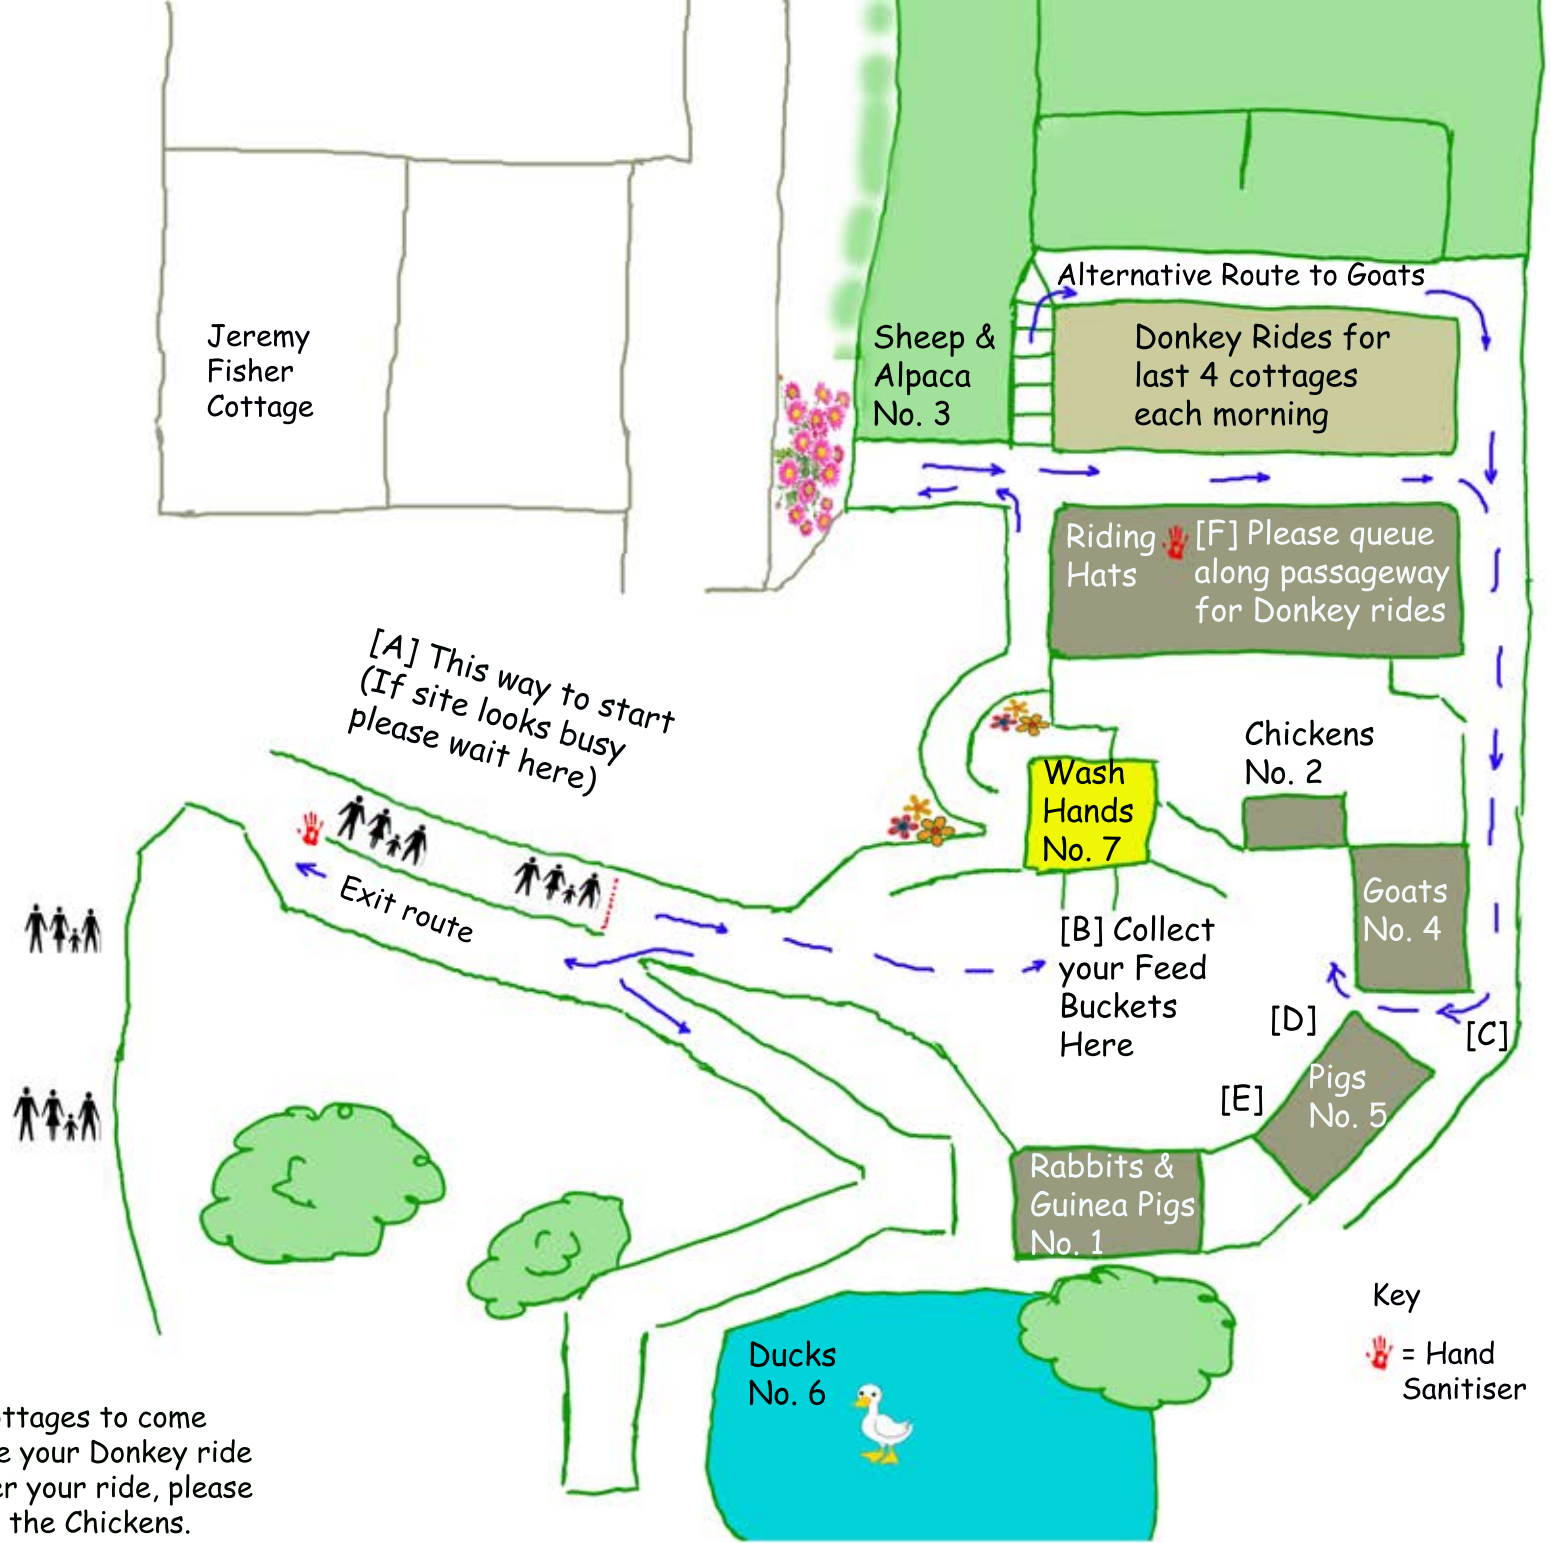 Alternative Route to Goats
Jeremy
Fisher
Cottage
Sheep &
Alpaca
No. 3
Donkey Rides for
last 4 cottages
each morning
Riding
Hats
[F] Please queue
along passageway
for Donkey rides
[A] This way to start
(If site looks busy
please wait here)
Chickens
No. 2
Wash
Hands
No. 7
Exit route
Goats
No. 4
[B] Collect
your Feed
Buckets
Here
[D]
[C]
[E]
Pigs
No. 5
Rabbits &
Guinea Pigs
No. 1
Key
= Hand
Sanitiser
Ducks
No. 6
to come
your Donkey ride
your ride, please
the Chickens.